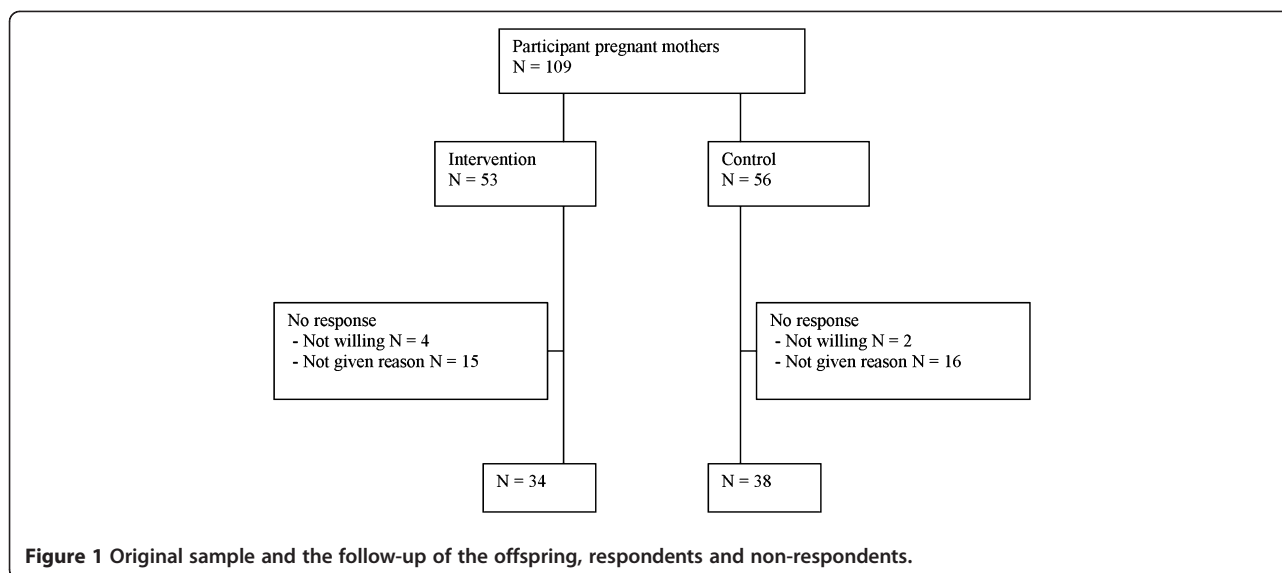 Participant pregnant mothers
N = 109
Intervention
N = 53
Control
N = 56
No response
- Not willing N = 4
- Not given reason N = 15
No response
- Not willing N = 2
- Not given reason N = 16
N = 34
N = 38
Figure 1 Original sample and the follow-up of the offspring, respondents and non-respondents.